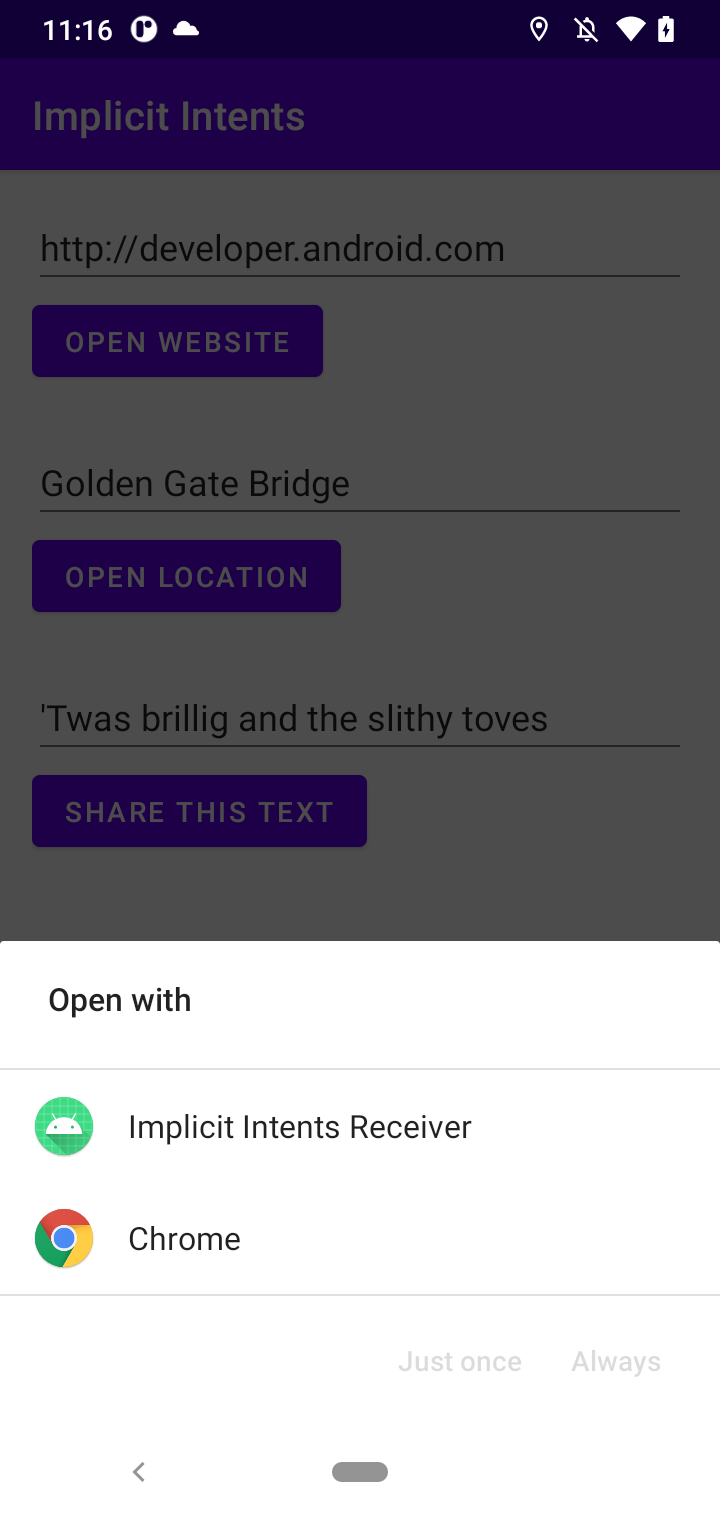 11:16
Implicit Intents
http://developer.android.com
OPEN WEBSITE
Golden Gate Bridge
OPEN LOCATION
'Twas brillig and the slithy toves
SHARE THIS TEXT
Open with
Implicit Intents Receiver
Chrome
Just once Always